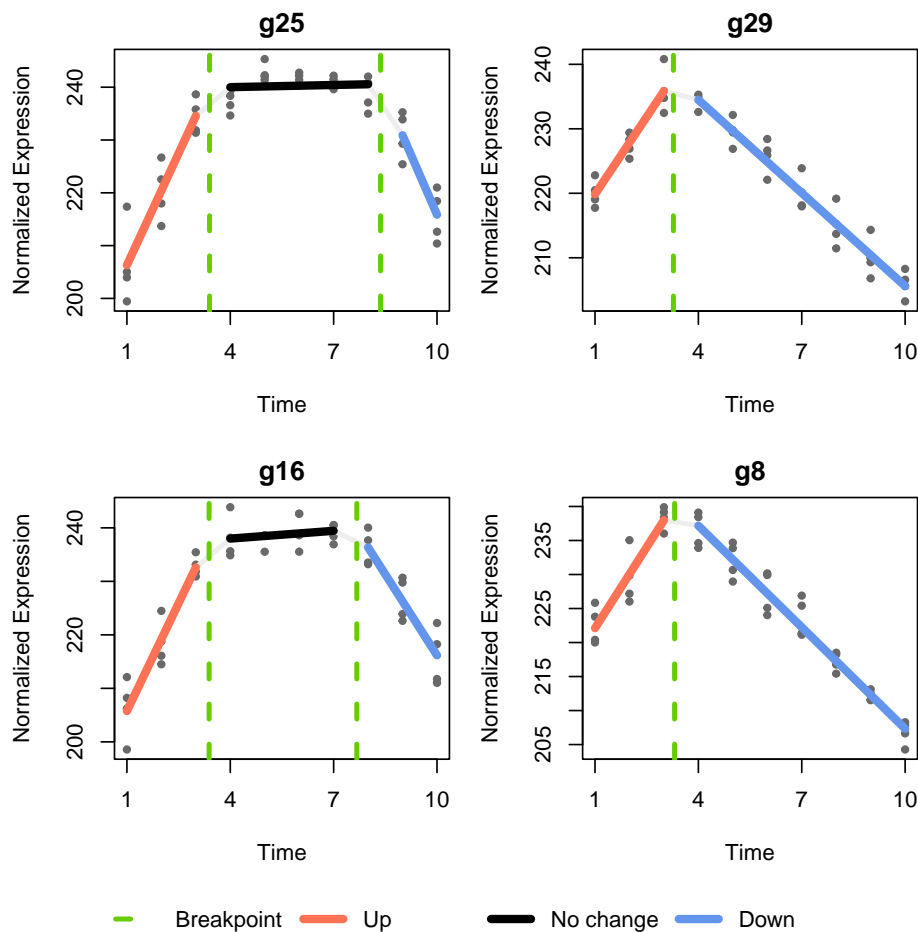 g25
g29
Normalized Expression
200
220
240
1
4
7
10
Time
Normalized Expression
210
220
230
240
1
4
7
10
Time
g16
g8
Normalized Expression
200
220
240
1
4
7
10
Time
Normalized Expression
205
215
225
235
1
4
7
10
Time
Breakpoint Up No change Down